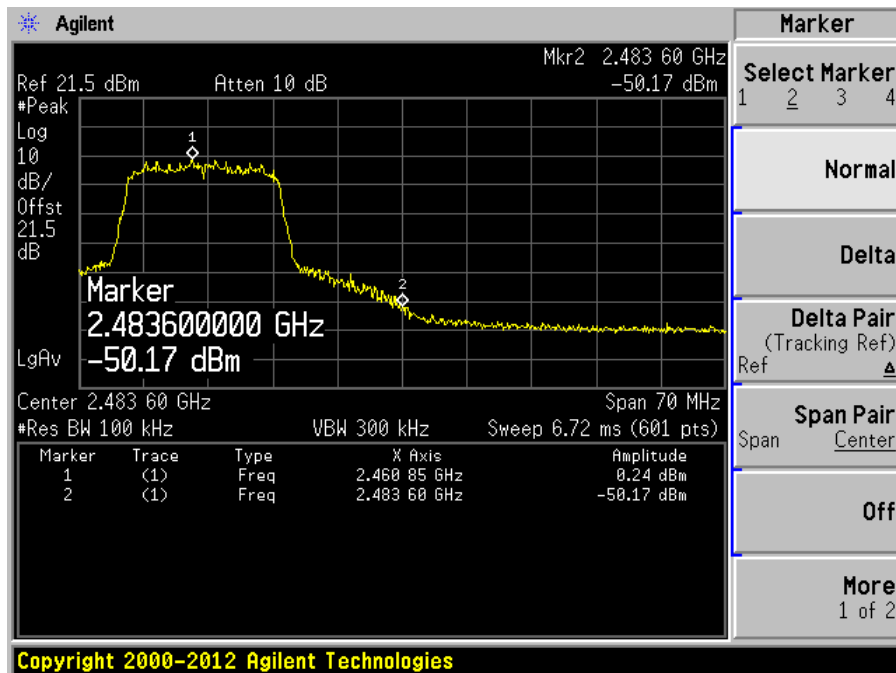 Agilent
Marker
Mkr2 2.483 60 GHz
Ref 21.5 dBm Atten 10 dB -50.17 dBm
#Peak
Log
10
dB/
Offst
21.5
dB
LgAv
1
2
Marker
2.483600000 GHz
-50.17 dBm
Center 2.483 60 GHz Span 70 MHz
#Res BW 100 kHz VBW 300 kHz Sweep 6.72 ms (601 pts)
Marker Trace Type X Axis Amplitude
1 (1) Freq 2.460 85 GHz 0.24 dBm
2 (1) Freq 2.483 60 GHz -50.17 dBm
Select Marker
1 2 3 4
Normal
Delta
Delta Pair
(Tracking Ref)
Ref Δ
Span Pair
Span Center
Off
More
1 of 2
Copyright 2000-2012 Agilent Technologies